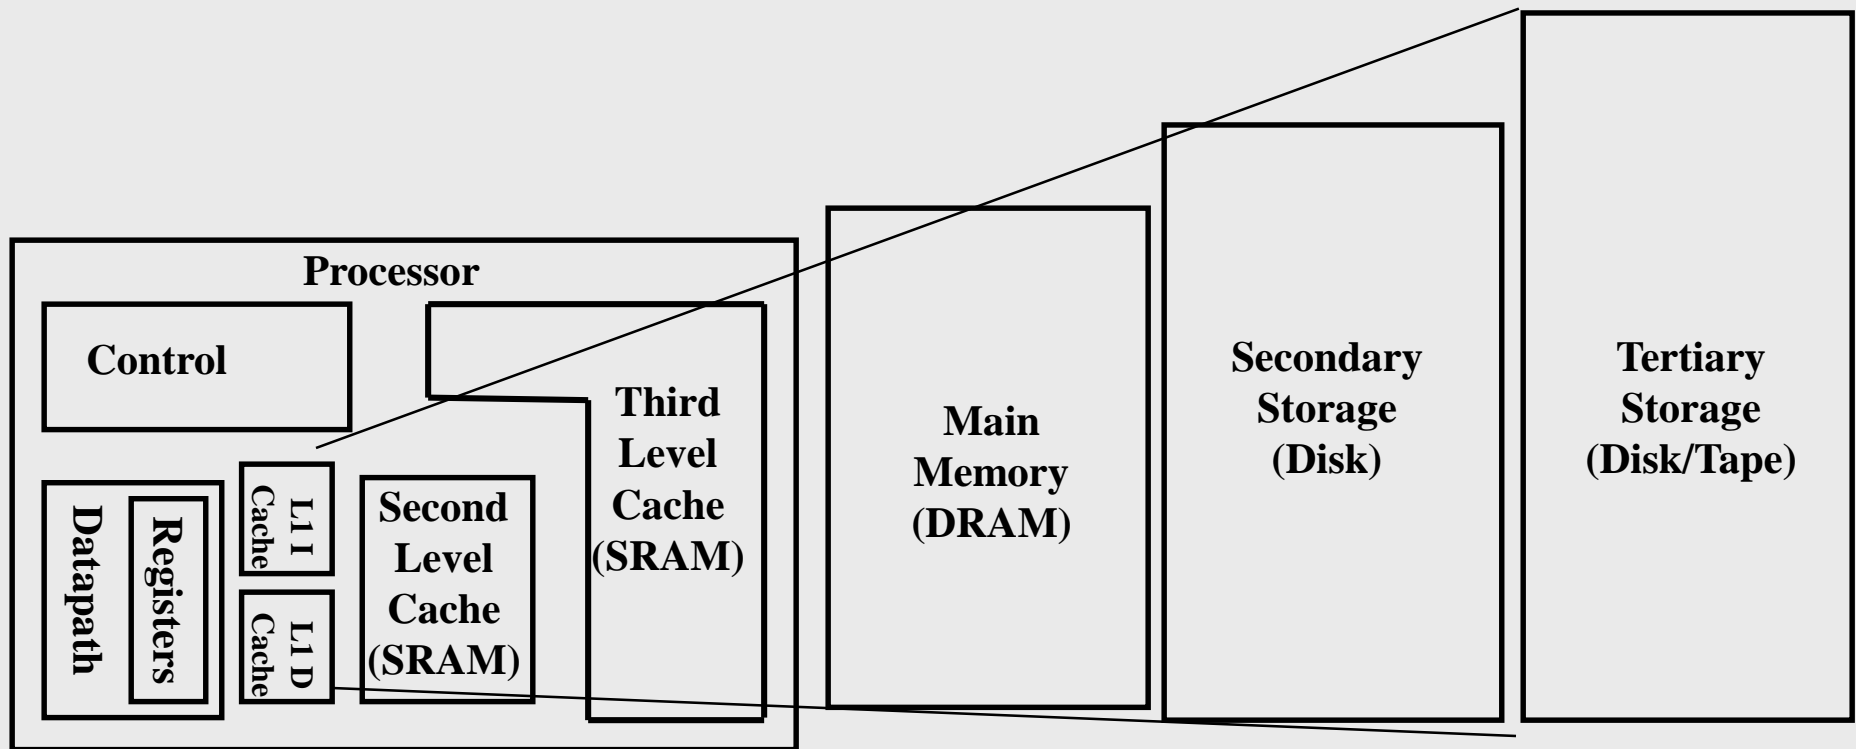 Processor
Control
Datapath
Registers
L1 I
Cache
L1 D
Cache
Second
Level
Cache
(SRAM)
Third
Level
Cache
(SRAM)
Main
Memory
(DRAM)
Secondary
Storage
(Disk)
Tertiary
Storage
(Disk/Tape)